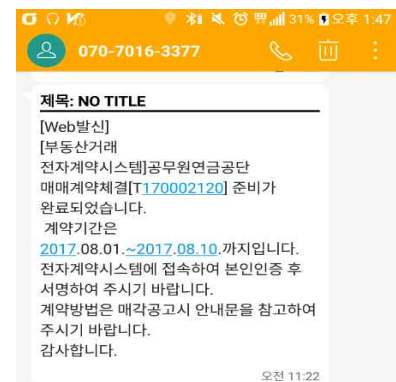 31% 오후 1:47
070-7016-3377
제목: NO TITLE
[Web발신]
[부동산거래
전자계약시스템]공무원연금공단
매매계약체결[T170002120] 준비가
완료되었습니다.
계약기간은
2017.08.01.~2017.08.10.까지입니다.
전자계약시스템에 접속하여 본인인증 후
서명하여 주시기 바랍니다.
계약방법은 매각공고시 안내문을 참고하여
주시기 바랍니다.
감사합니다.
오전 11:22